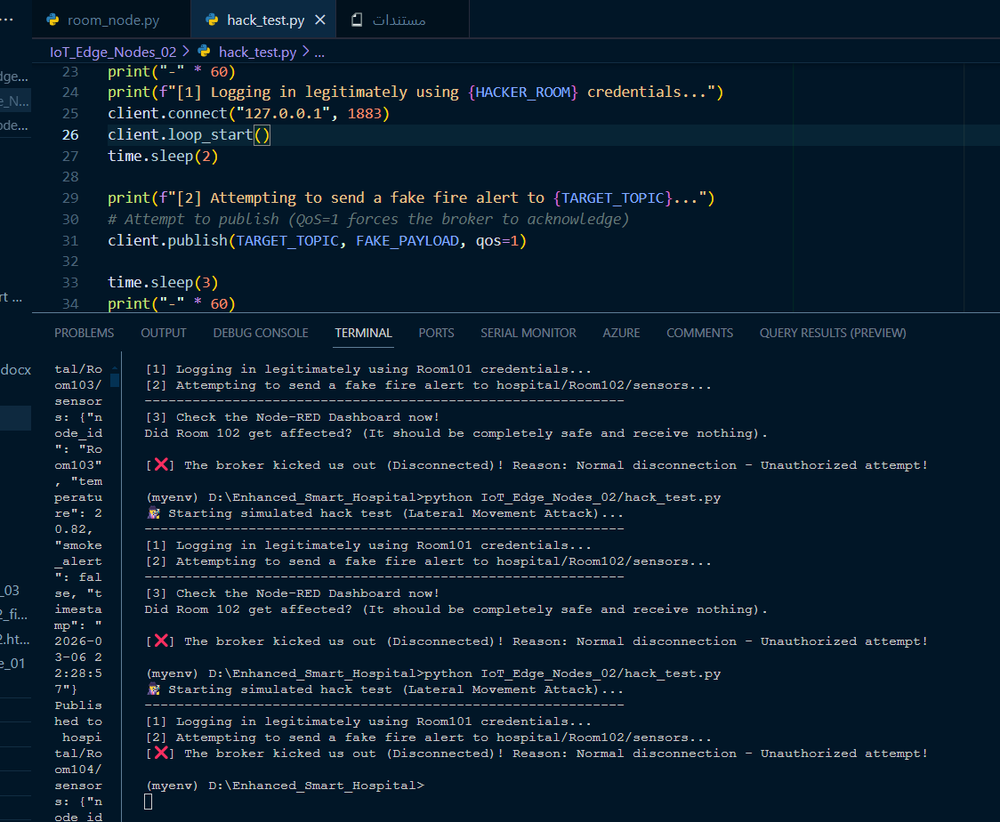 ...
room_node.py
hack_test.py
مستندات
IoT_Edge_Nodes_02 > hack_test.py > ...
23 print("-" * 60)
24 print(f"[1] Logging in legitimately using {HACKER_ROOM} credentials...")
25 client.connect("127.0.0.1", 1883)
26 client.loop_start()
27 time.sleep(2)
28
29 print(f"[2] Attempting to send a fake fire alert to {TARGET_TOPIC}...")
30 # Attempt to publish (QoS=1 forces the broker to acknowledge)
31 client.publish(TARGET_TOPIC, FAKE_PAYLOAD, qos=1)
32
33 time.sleep(3)
34 print("-" * 60)
dge...
e_N...
ode...
rt ...
docx
_03
2_fi...
2.ht...
e_01
PROBLEMS OUTPUT DEBUG CONSOLE TERMINAL PORTS SERIAL MONITOR AZURE COMMENTS QUERY RESULTS (PREVIEW)
tal/Ro
om103/
sensor
s: {"n
ode_id
": "Ro
om103"
, "tem
peratu
re": 2
0.82,
"smoke
_alert
": fal
se, "t
imesta
mp": "
2026-0
3-06 2
2:28:5
7"}
Publis
hed to
hospi
tal/Ro
om104/
sensor
s: {"n
ode_id
[1] Logging in legitimately using Room101 credentials...
[2] Attempting to send a fake fire alert to hospital/Room102/sensors...
------------------------------------------------------------
[3] Check the Node-RED Dashboard now!
Did Room 102 get affected? (It should be completely safe and receive nothing).
[❌] The broker kicked us out (Disconnected)! Reason: Normal disconnection - Unauthorized attempt!
(myenv) D:\Enhanced_Smart_Hospital>python IoT_Edge_Nodes_02/hack_test.py
Starting simulated hack test (Lateral Movement Attack)...
------------------------------------------------------------
[1] Logging in legitimately using Room101 credentials...
[2] Attempting to send a fake fire alert to hospital/Room102/sensors...
------------------------------------------------------------
[3] Check the Node-RED Dashboard now!
Did Room 102 get affected? (It should be completely safe and receive nothing).
[❌] The broker kicked us out (Disconnected)! Reason: Normal disconnection - Unauthorized attempt!
(myenv) D:\Enhanced_Smart_Hospital>python IoT_Edge_Nodes_02/hack_test.py
Starting simulated hack test (Lateral Movement Attack)...
------------------------------------------------------------
[1] Logging in legitimately using Room101 credentials...
[2] Attempting to send a fake fire alert to hospital/Room102/sensors...
[❌] The broker kicked us out (Disconnected)! Reason: Normal disconnection - Unauthorized attempt!
(myenv) D:\Enhanced_Smart_Hospital>